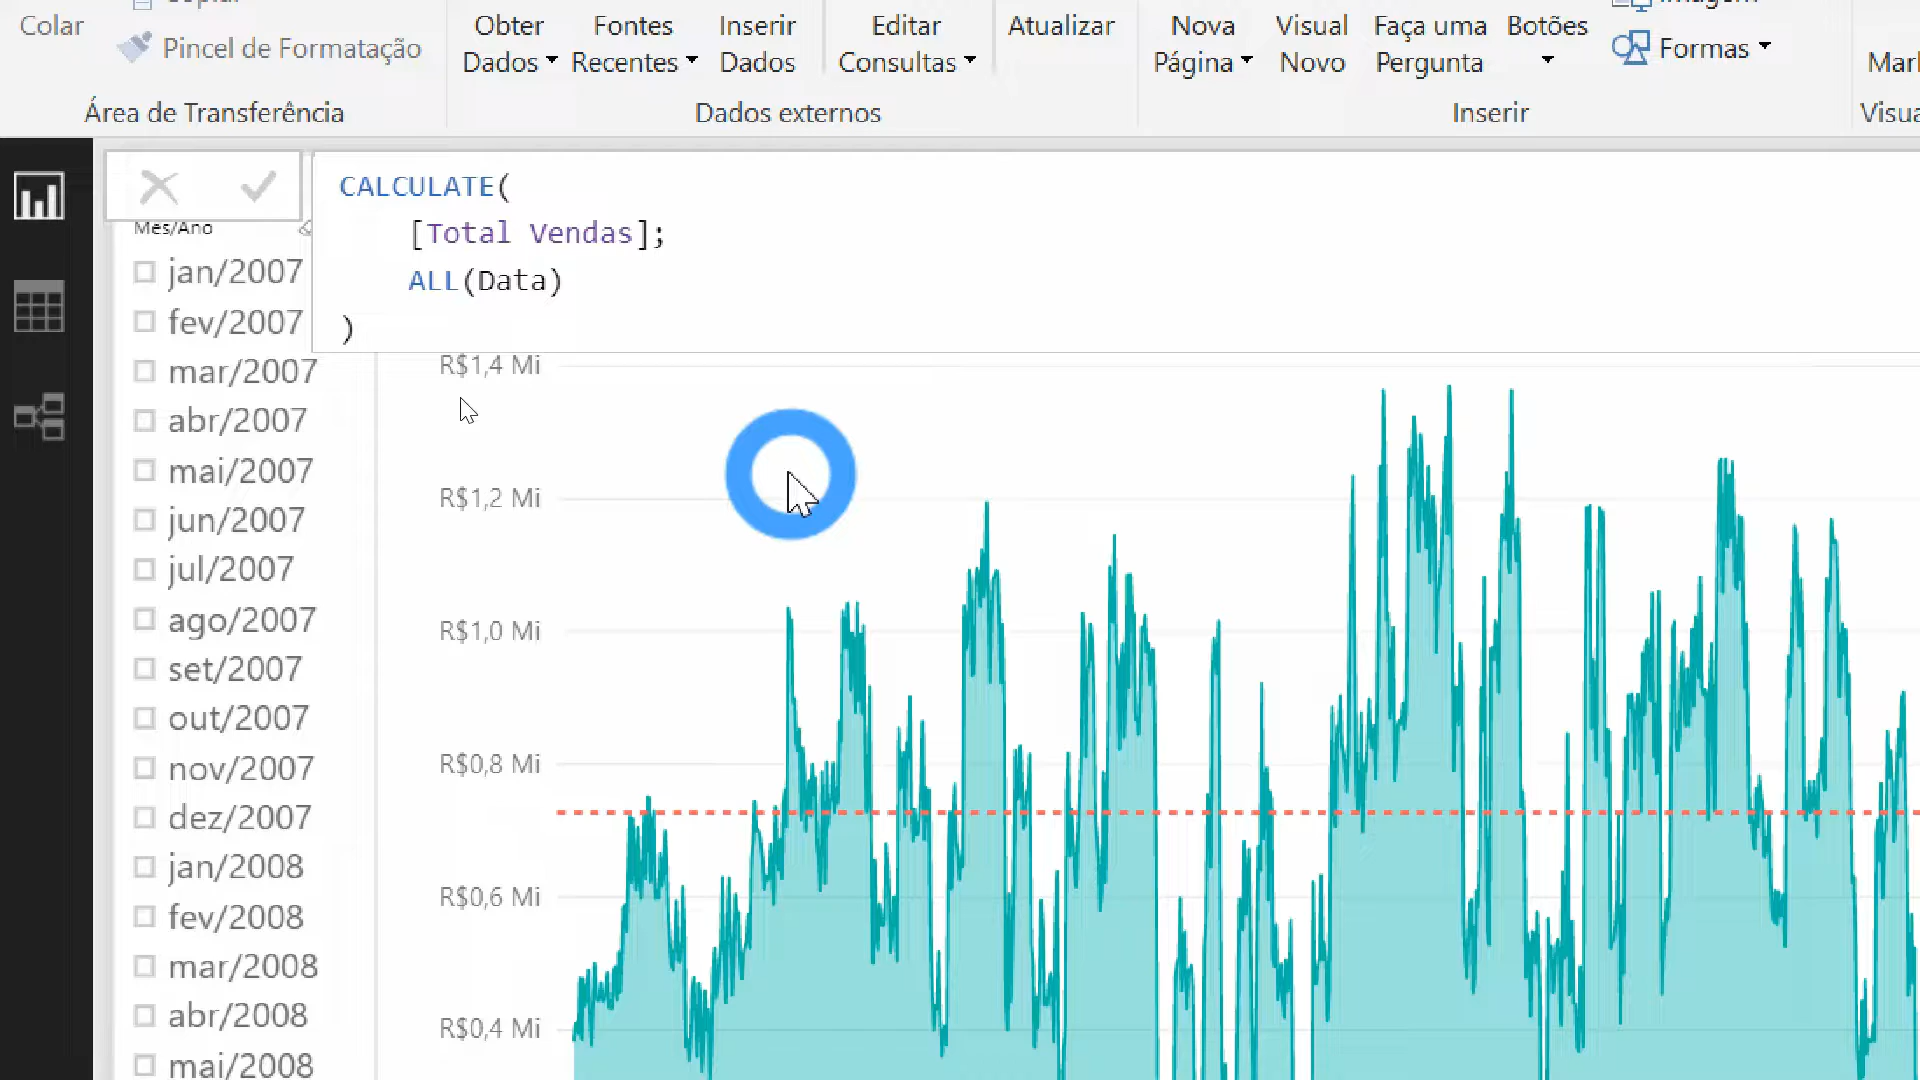 Colar
Copiar
Pincel de Formatação
Área de Transferência
Obter Dados
Fontes Recentes
Inserir Dados
Editar Consultas
Atualizar
Dados externos
Nova Página
Visual Novo
Faça uma Pergunta
Botões
Imagem
Formas
Inserir
CALCULATE(
[Total Vendas];
ALL(Data)
)
Mes/Ano
jan/2007
fev/2007
mar/2007
abr/2007
mai/2007
jun/2007
jul/2007
ago/2007
set/2007
out/2007
nov/2007
dez/2007
jan/2008
fev/2008
mar/2008
abr/2008
mai/2008
R$1,4 Mi
R$1,2 Mi
R$1,0 Mi
R$0,8 Mi
R$0,6 Mi
R$0,4 Mi